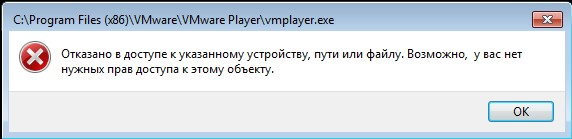 C:\Program Files (x86)\VMware\VMware Player\vmplayer.exe
Отказано в доступе к указанному устройству, пути или файлу. Возможно, у вас нет
нужных прав доступа к этому объекту.
OK